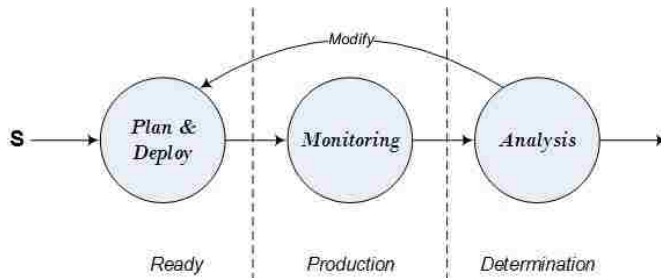 Modify
S
Plan &
Deploy
Monitoring
Analysis
Ready
Production
Determination